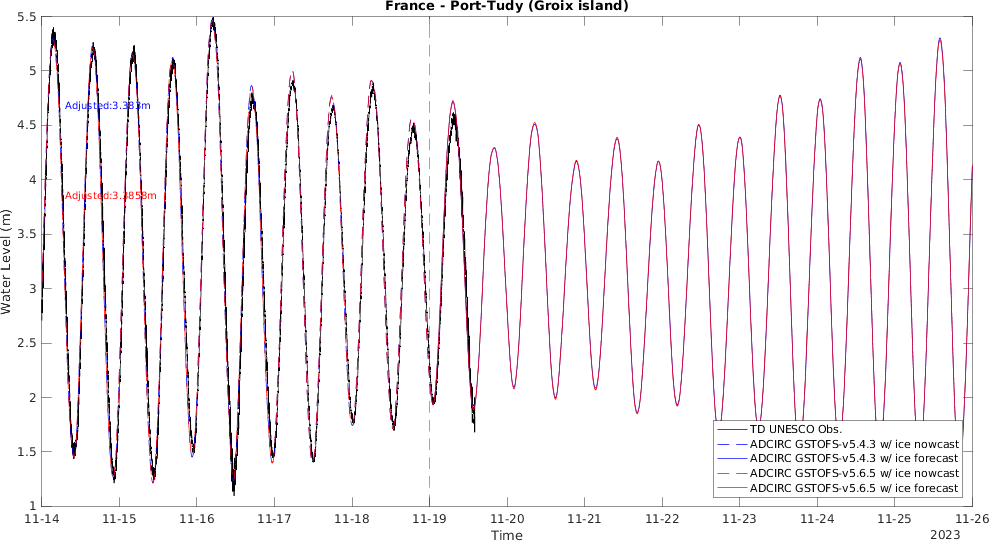 France - Port-Tudy (Groix island)
5.5
5
4.5
4
3.5
3
2.5
2
1.5
1
Water Level (m)
Adjusted:3.383m
Adjusted:3.3858m
TD UNESCO Obs.
ADCIRC GSTOFS-v5.4.3 w/ ice nowcast
ADCIRC GSTOFS-v5.4.3 w/ ice forecast
ADCIRC GSTOFS-v5.6.5 w/ ice nowcast
ADCIRC GSTOFS-v5.6.5 w/ ice forecast
11-14 11-15 11-16 11-17 11-18 11-19 11-20 11-21 11-22 11-23 11-24 11-25 11-26
Time
2023